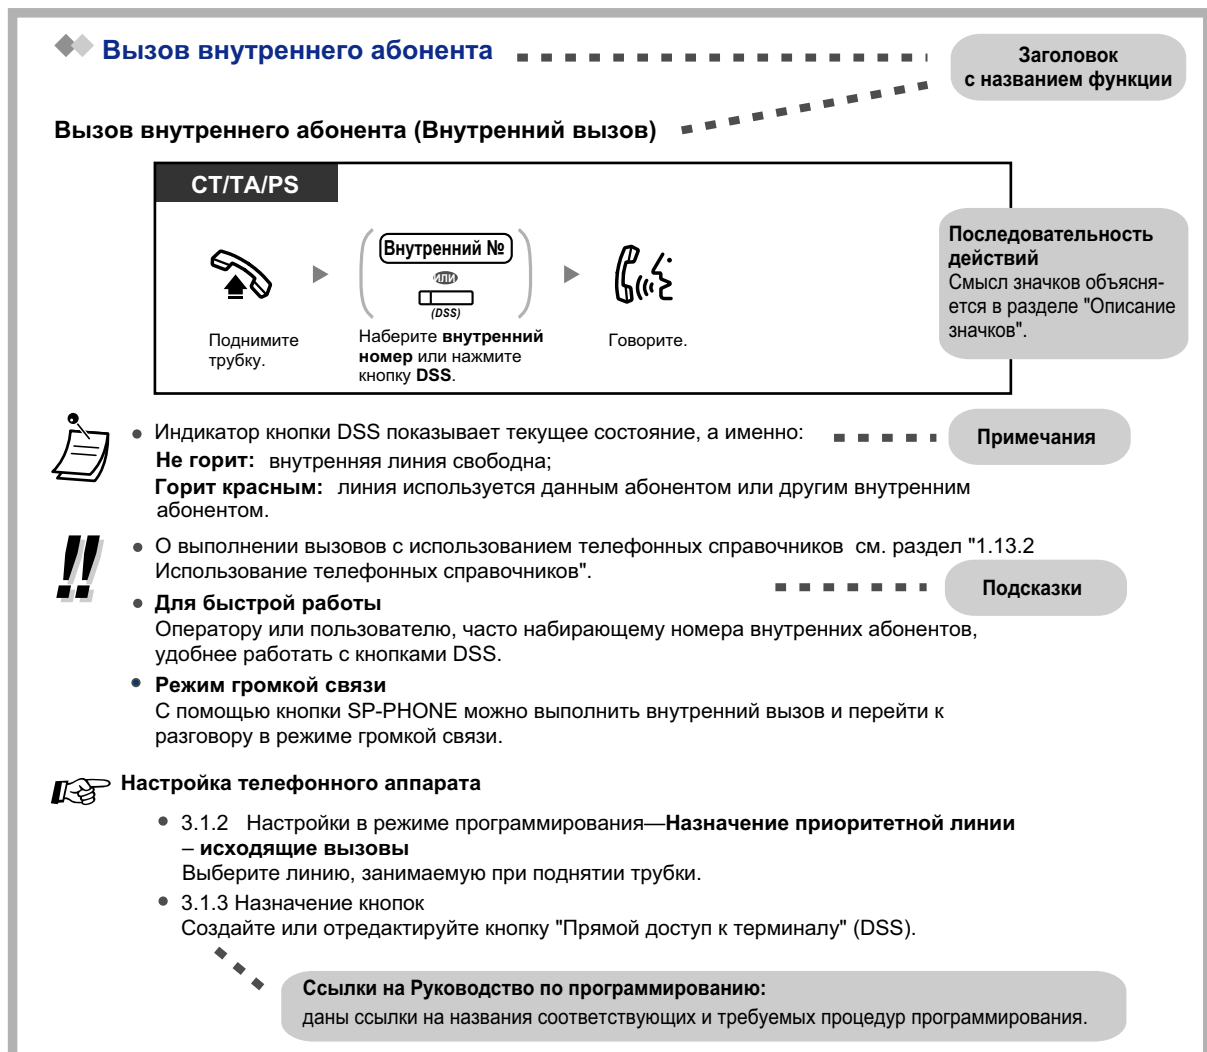 Вызов внутреннего абонента
Заголовок
с названием функции
Вызов внутреннего абонента (Внутренний вызов)
СТ/ТА/PS
Внутренний №
или
(DSS)
Поднимите
трубку.
Наберите внутренний
номер или нажмите
кнопку DSS.
Говорите.
Последовательность
действий
Смысл значков объясня-
ется в разделе "Описание
значков".
Индикатор кнопки DSS показывает текущее состояние, а именно:
Не горит: внутренняя линия свободна;
Горит красным: линия используется данным абонентом или другим внутренним
абонентом.
Примечания
О выполнении вызовов с использованием телефонных справочников см. раздел "1.13.2
Использование телефонных справочников".
Подсказки
Для быстрой работы
Оператору или пользователю, часто набирающему номера внутренних абонентов,
удобнее работать с кнопками DSS.
Режим громкой связи
С помощью кнопки SP-PHONE можно выполнить внутренний вызов и перейти к
разговору в режиме громкой связи.
Настройка телефонного аппарата
3.1.2 Настройки в режиме программирования—Назначение приоритетной линии
– исходящие вызовы
Выберите линию, занимаемую при поднятии трубки.
3.1.3 Назначение кнопок
Создайте или отредактируйте кнопку "Прямой доступ к терминалу" (DSS).
Ссылки на Руководство по программированию:
даны ссылки на названия соответствующих и требуемых процедур программирования.